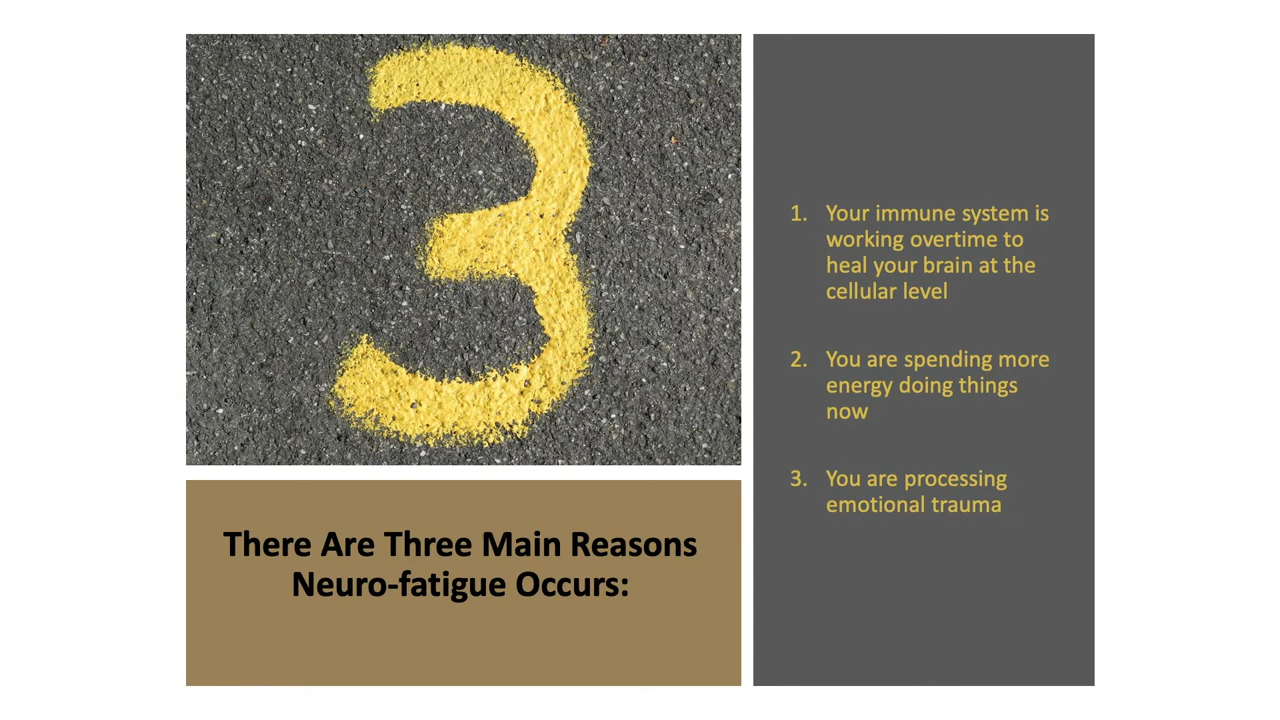 3
There Are Three Main Reasons
Neuro-fatigue Occurs:
1. Your immune system is
working overtime to
heal your brain at the
cellular level
2. You are spending more
energy doing things
now
3. You are processing
emotional trauma